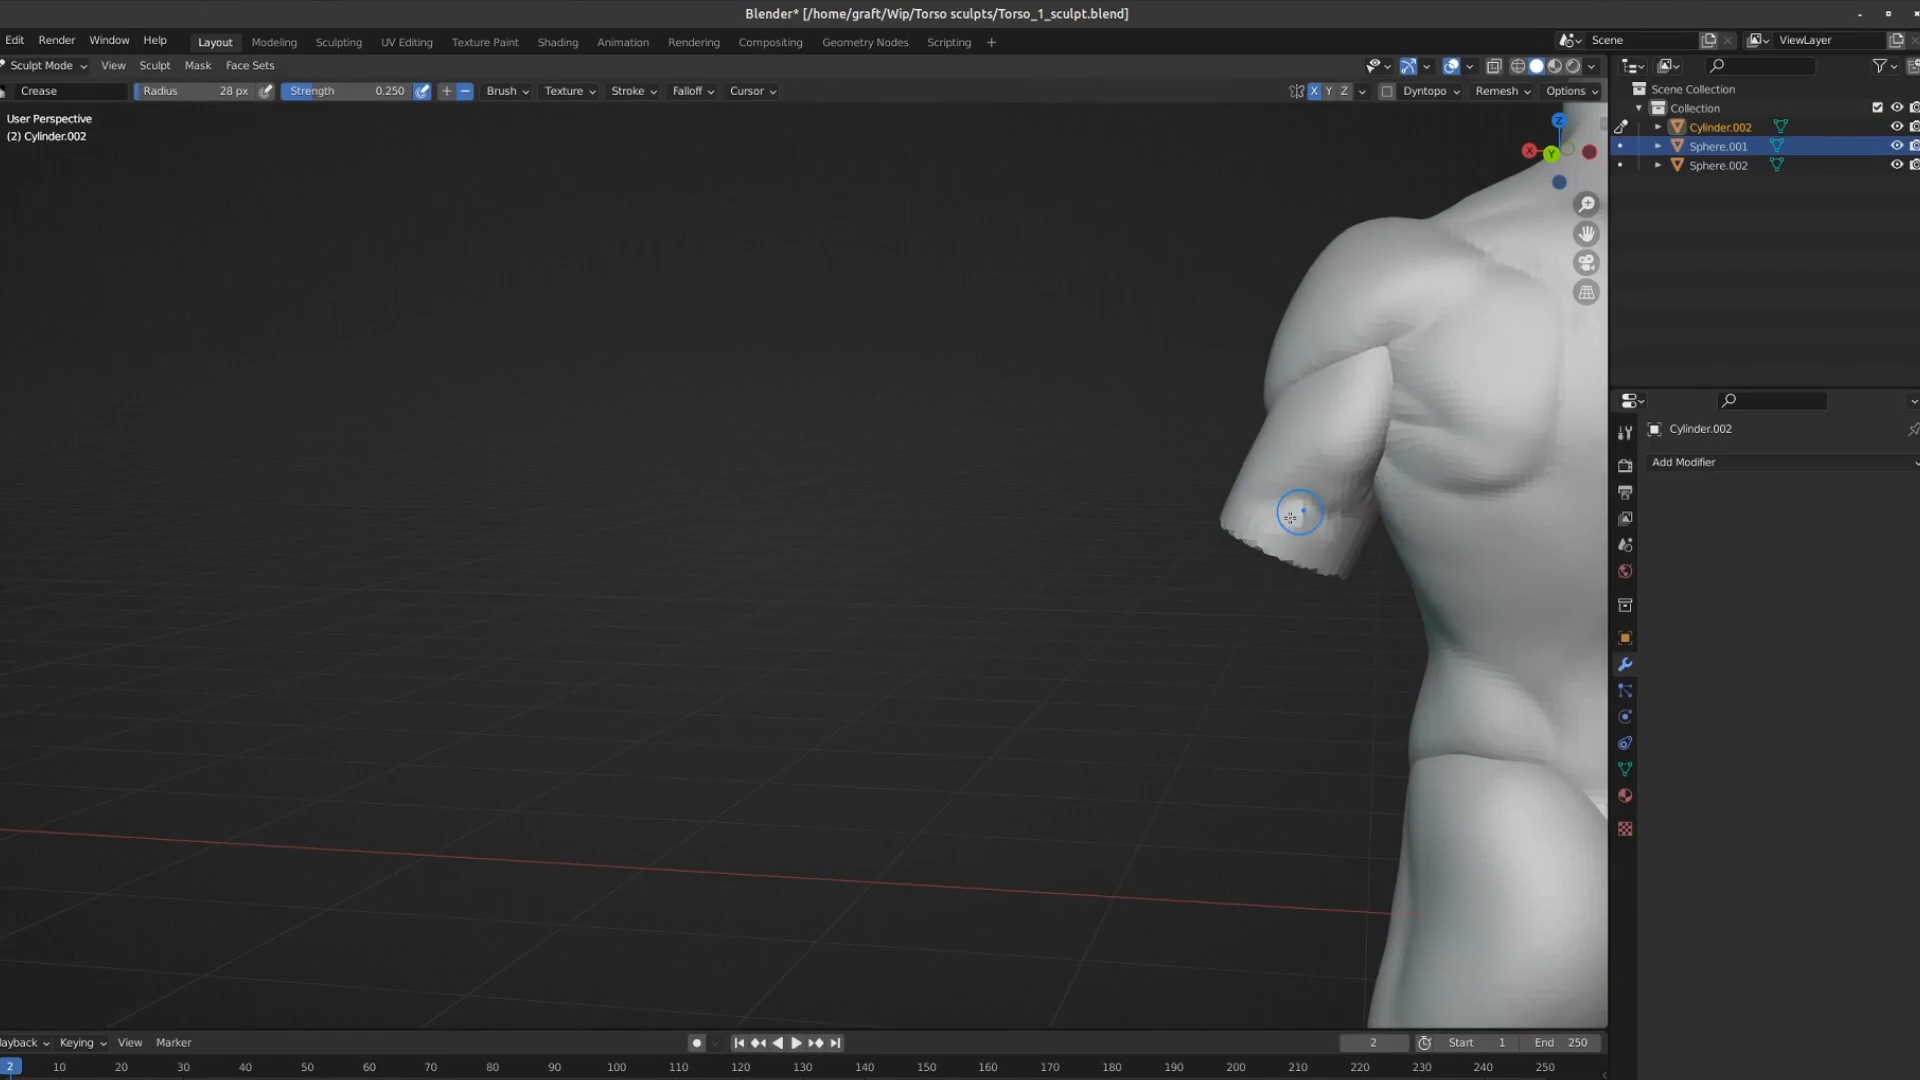 Blender* [/home/graft/Wip/Torso sculpts/Torso_1_sculpt.blend]
Edit Render Window Help Layout Modeling Sculpting UV Editing Texture Paint Shading Animation Rendering Compositing Geometry Nodes Scripting + Scene ViewLayer
Sculpt Mode View Sculpt Mask Face Sets
Crease Radius 28 px Strength 0.250 Brush Texture Stroke Falloff Cursor X Y Z Dyntopo Remesh Options
User Perspective
(2) Cylinder.002
Z
X Y
Scene Collection
Collection
Cylinder.002
Sphere.001
Sphere.002
Cylinder.002
Add Modifier
Keying View Marker 2 Start 1 End 250
2 10 20 30 40 50 60 70 80 90 100 110 120 130 140 150 160 170 180 190 200 210 220 230 240 250